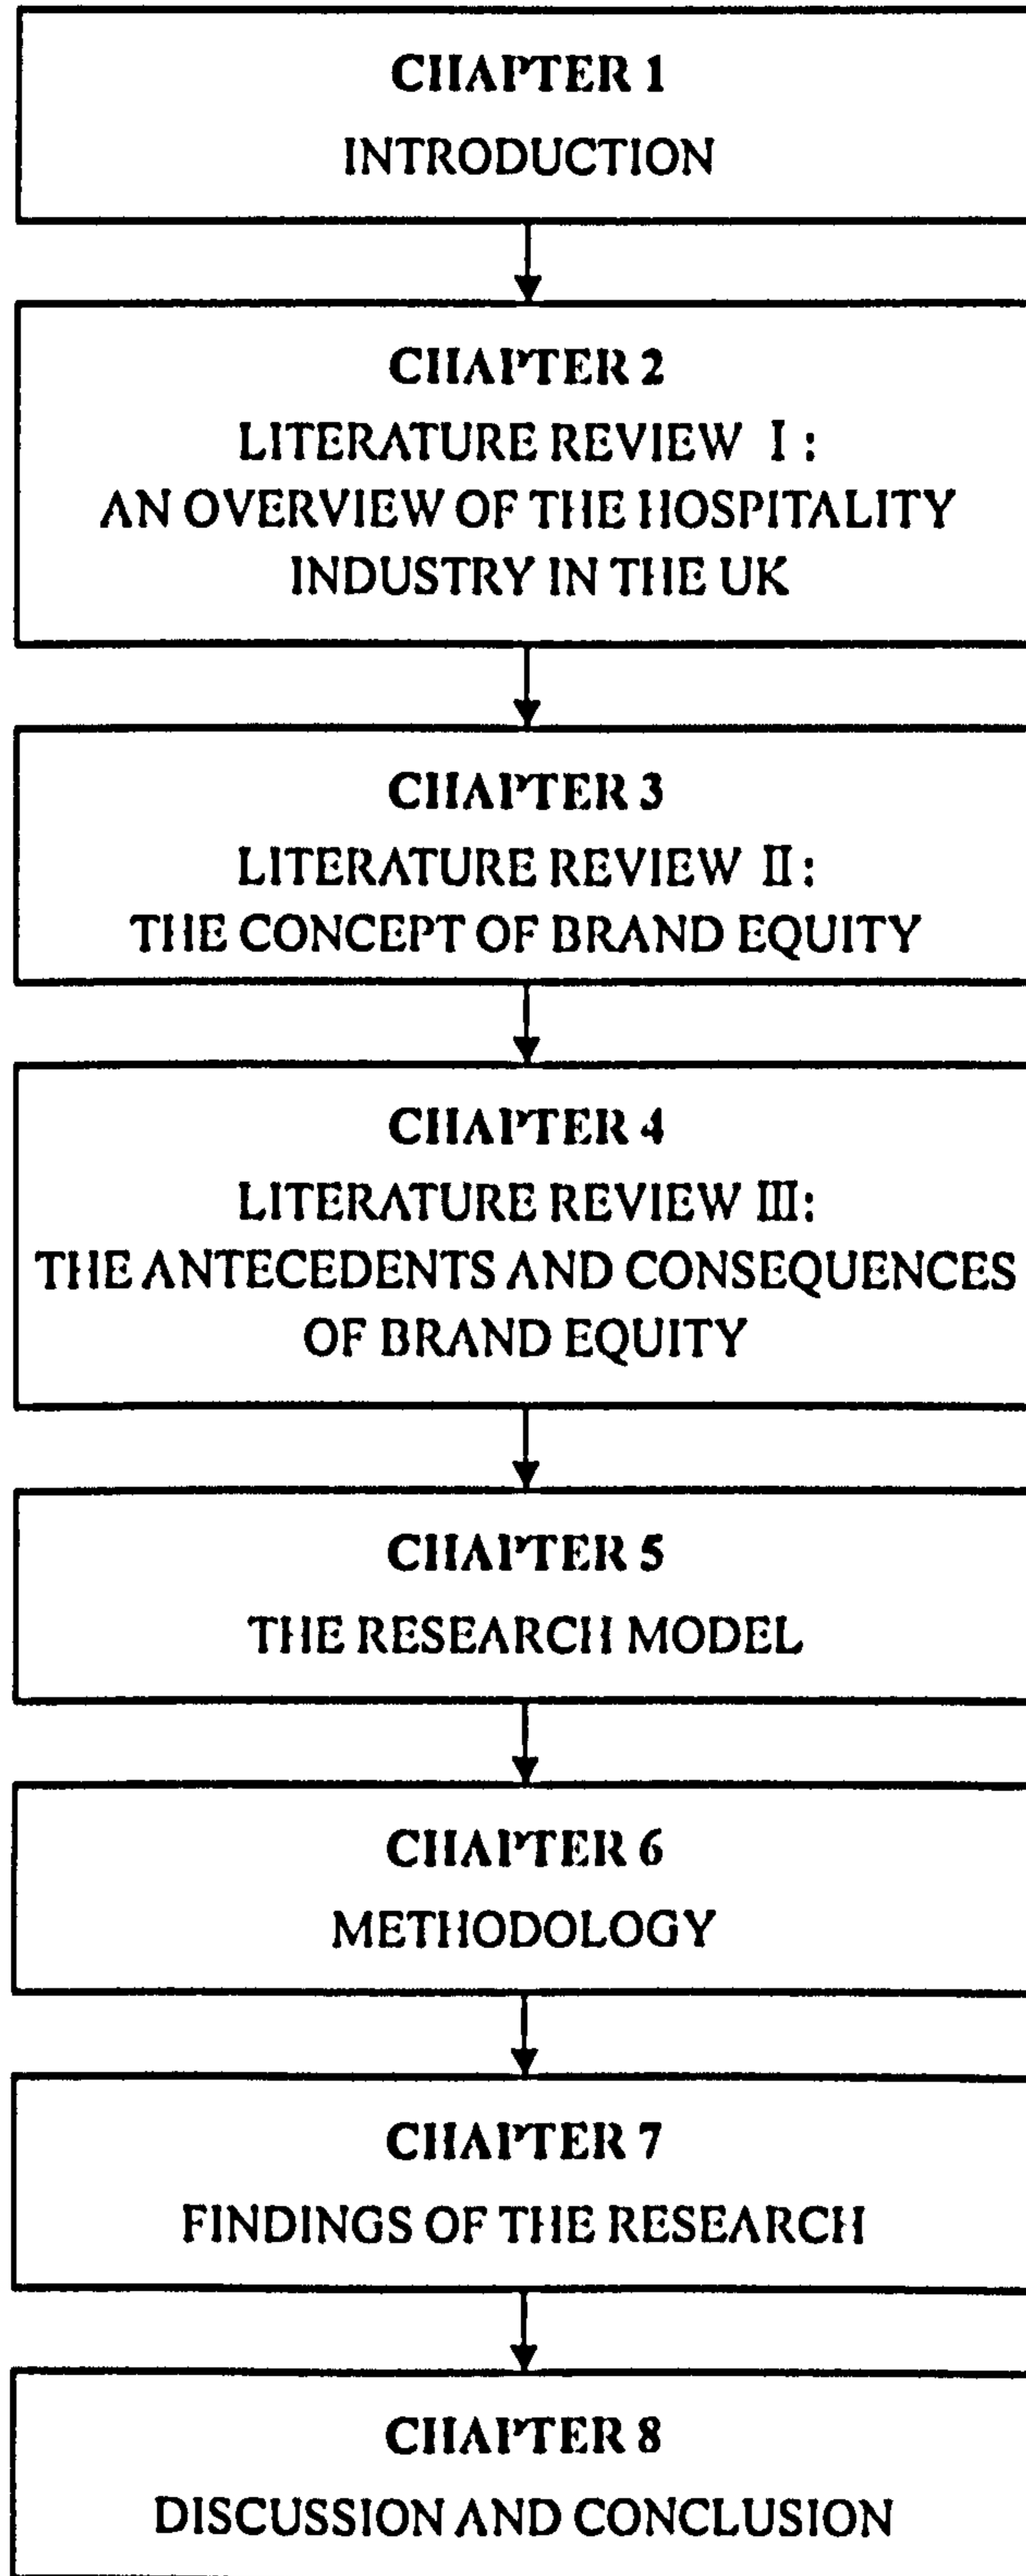 CHAPTER 1
INTRODUCTION
CHAPTER 2
LITERATURE REVIEW I :
AN OVERVIEW OF THE HOSPITALITY
INDUSTRY IN THE UK
CHAPTER 3
LITERATURE REVIEW II :
THE CONCEPT OF BRAND EQUITY
CHAPTER 4
LITERATURE REVIEW III:
THE ANTECEDENTS AND CONSEQUENCES
OF BRAND EQUITY
CHAPTER 5
THE RESEARCH MODEL
CHAPTER 6
METHODOLOGY
CHAPTER 7
FINDINGS OF THE RESEARCH
CHAPTER 8
DISCUSSION AND CONCLUSION